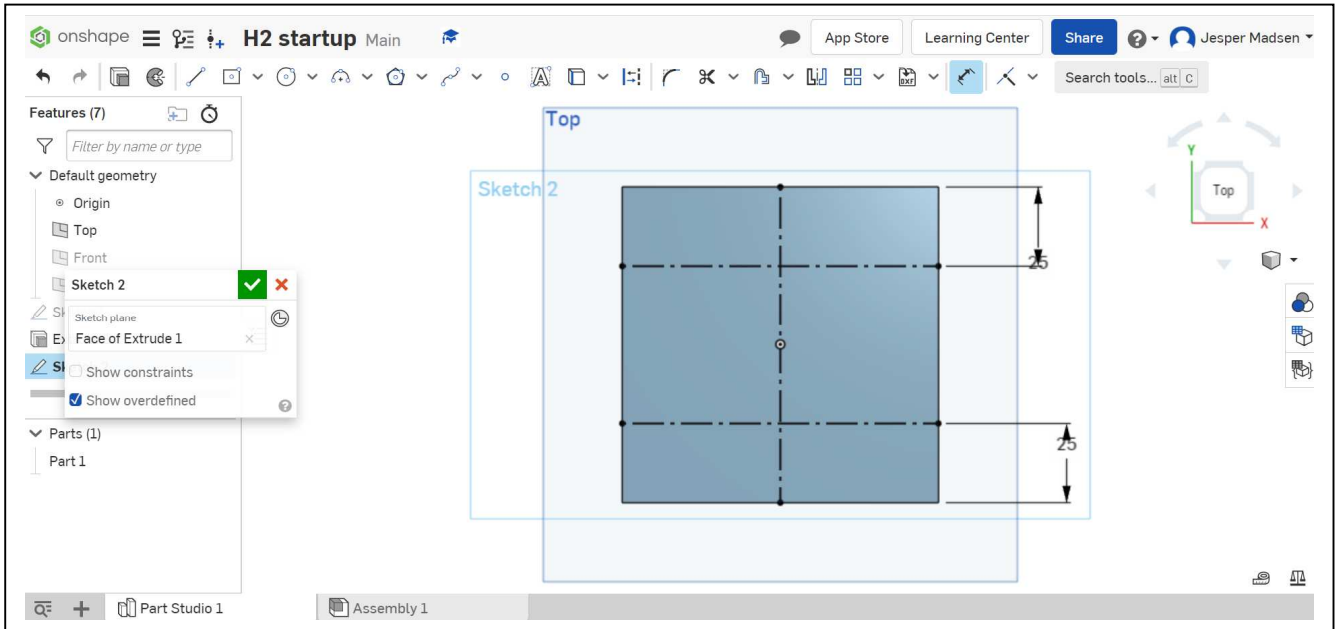 onshape H2 startup Main App Store Learning Center Share Jesper Madsen
Search tools... alt C
Features (7)
Filter by name or type
Default geometry
Origin
Top
Front
Sketch 2
Sketch plane
Face of Extrude 1
Show constraints
Show overdefined
Parts (1)
Part 1
Top
Sketch 2
25
25
Y
Top
X
Part Studio 1 Assembly 1